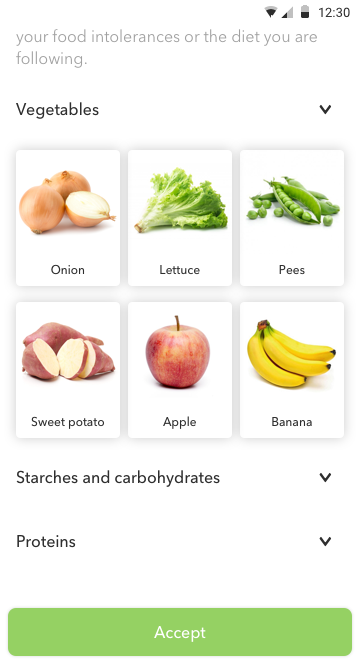 12:30
your food intolerances or the diet you are
following.
Vegetables
Onion
Lettuce
Pees
Sweet potato
Apple
Banana
Starches and carbohydrates
Proteins
Accept